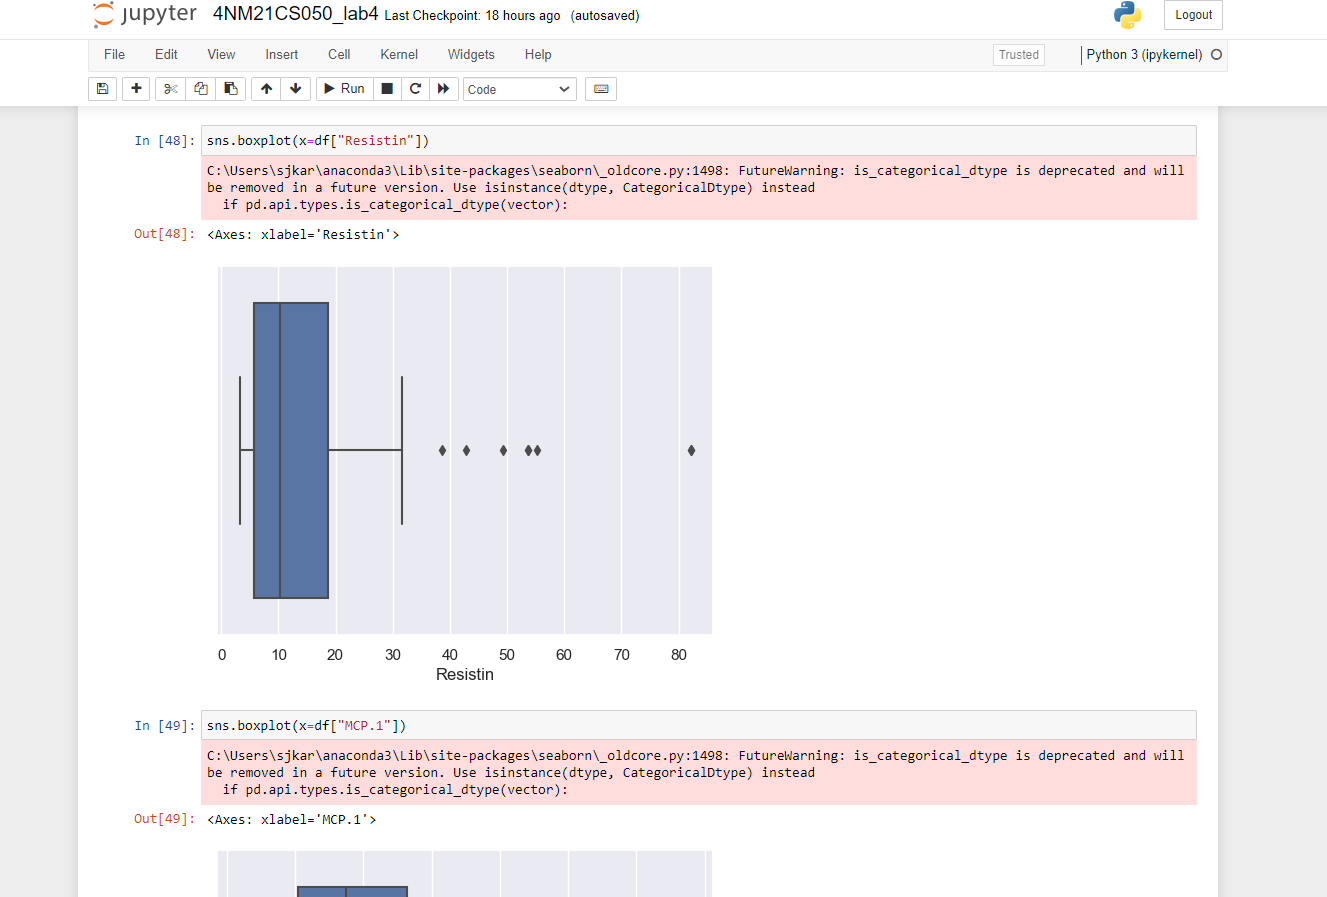 jupyter 4NM21CS050_lab4 Last Checkpoint: 18 hours ago (autosaved)
Logout
File Edit View Insert Cell Kernel Widgets Help
Trusted
Python 3 (ipykernel)
Run
Code
In [48]: sns.boxplot(x=df["Resistin"])
C:\Users\sjkar\anaconda3\Lib\site-packages\seaborn\_oldcore.py:1498: FutureWarning: is_categorical_dtype is deprecated and will
be removed in a future version. Use isinstance(dtype, CategoricalDtype) instead
  if pd.api.types.is_categorical_dtype(vector):
Out[48]: <Axes: xlabel='Resistin'>
0 10 20 30 40 50 60 70 80
Resistin
In [49]: sns.boxplot(x=df["MCP.1"])
C:\Users\sjkar\anaconda3\Lib\site-packages\seaborn\_oldcore.py:1498: FutureWarning: is_categorical_dtype is deprecated and will
be removed in a future version. Use isinstance(dtype, CategoricalDtype) instead
  if pd.api.types.is_categorical_dtype(vector):
Out[49]: <Axes: xlabel='MCP.1'>